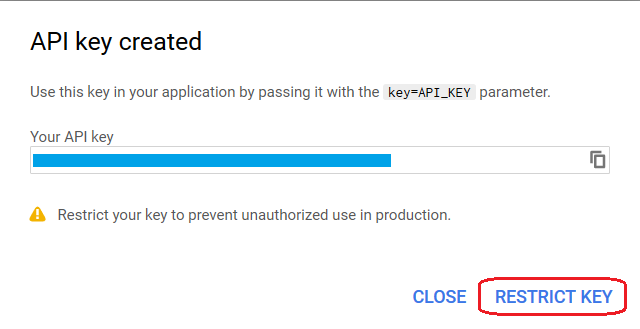 API key created
Use this key in your application by passing it with the key=API_KEY parameter.
Your API key
Restrict your key to prevent unauthorized use in production.
CLOSE RESTRICT KEY